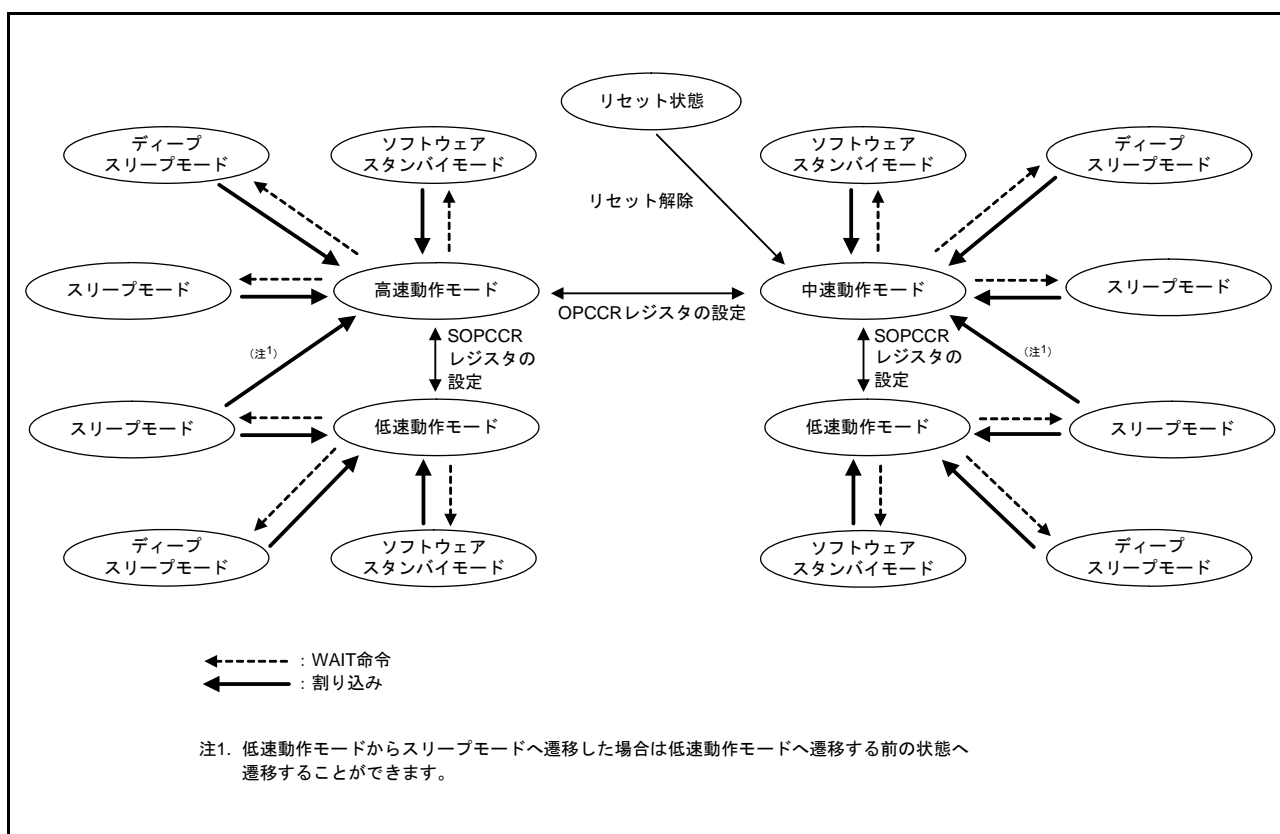 リセット状態
ディープ
スリープモード
ソフトウェア
スタンバイモード
ソフトウェア
スタンバイモード
ディープ
スリープモード
リセット解除
スリープモード
高速動作モード
OPCCRレジスタの設定
中速動作モード
スリープモード
(注1)
SOPCCR
レジスタの
設定
SOPCCR
レジスタの
設定
(注1)
スリープモード
低速動作モード
低速動作モード
スリープモード
ディープ
スリープモード
ソフトウェア
スタンバイモード
ソフトウェア
スタンバイモード
ディープ
スリープモード
: WAIT命令
: 割り込み
注1. 低速動作モードからスリープモードへ遷移した場合は低速動作モードへ遷移する前の状態へ
遷移することができます。